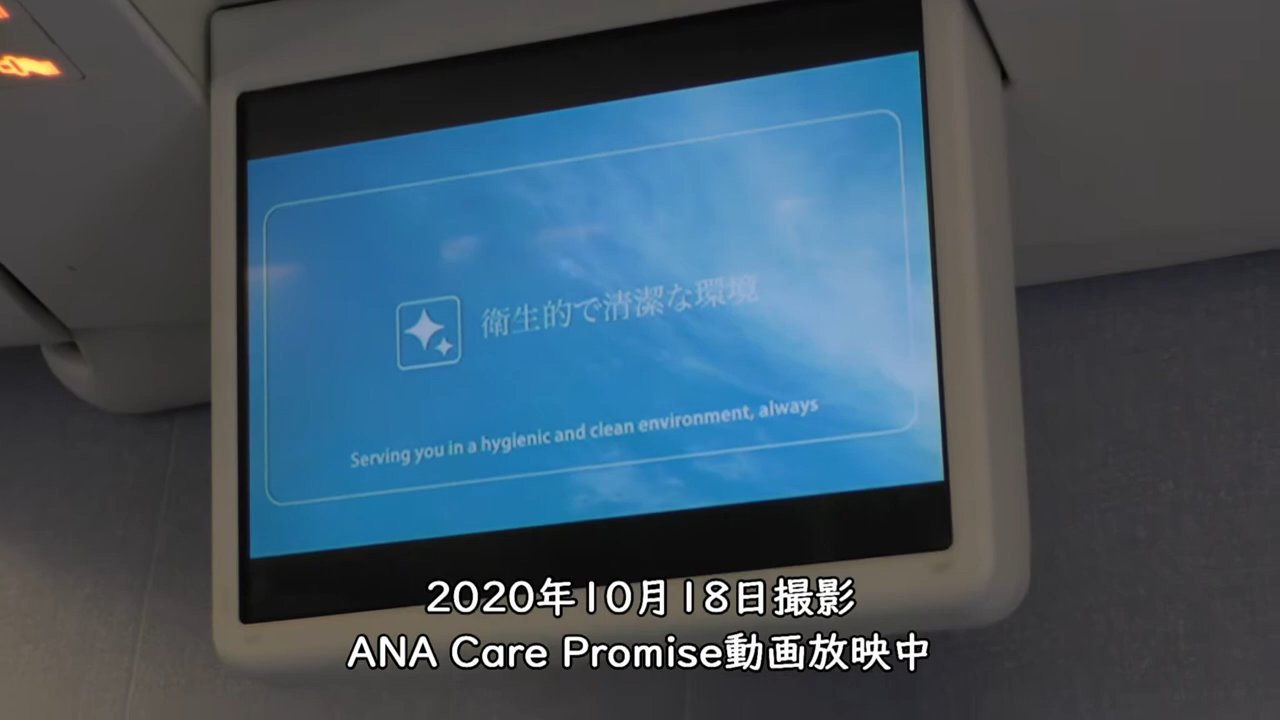 衛生的で清潔な環境
Serving you in a hygienic and clean environment, always
2020年10月18日撮影
ANA Care Promise動画放映中